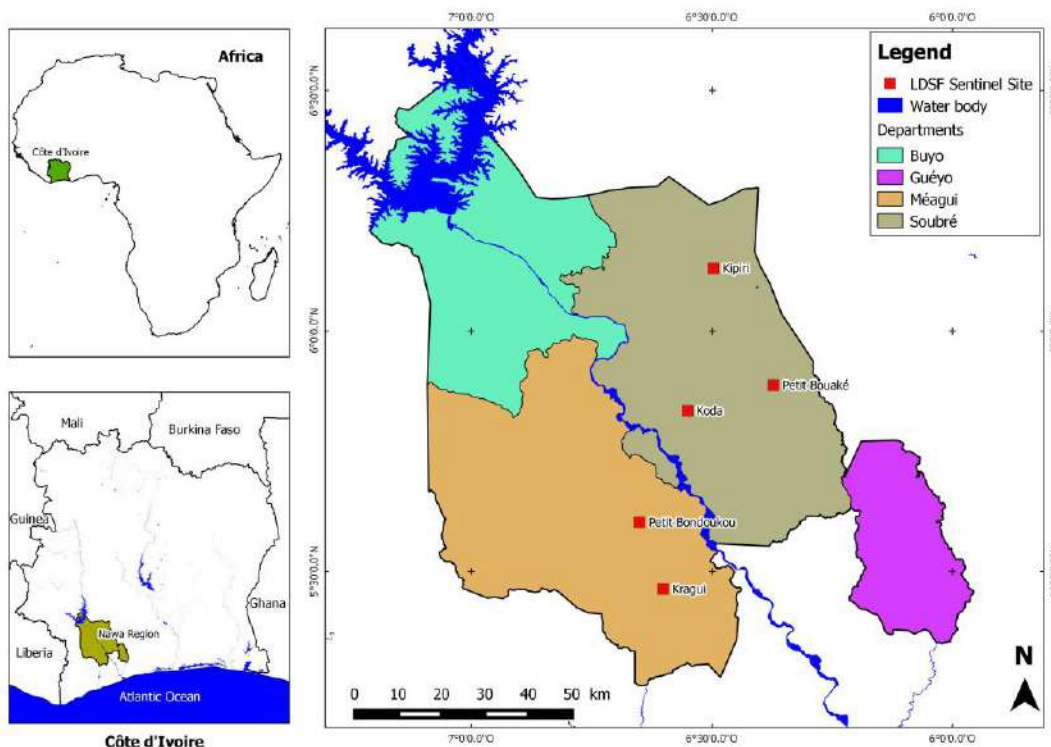 Africa
Côte d'Ivoire
Mali
Burkina Faso
Guinea
Ghana
Nawa Region
Liberia
Atlantic Ocean
Côte d'Ivoire
7°0.0.0"O
6°30.0.0"O
6°0.0.0"O
6°30.0.0"N
6°0.0.0"N
5°30.0.0"N
Legend
LDSF Sentinel Site
Water body
Departments
Buyo
Guéyo
Méagui
Soubré
Kipiri
Petit-Bouaké
Koda
Petit-Bondoukou
Kragui
N
0 10 20 30 40 50 km
7°0.0.0"O
6°30.0.0"O
6°0.0.0"O